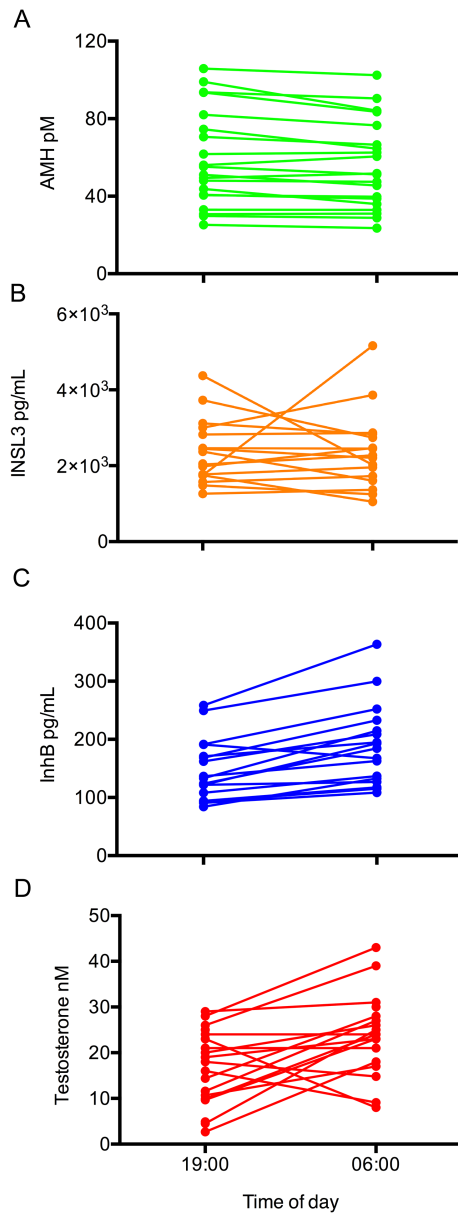 A
120
80
40
0
AMH pM
B
6×10³
4×10³
2×10³
0
INSL3 pg/mL
C
400
300
200
100
0
InhB pg/mL
D
50
40
30
20
10
0
Testosterone nM
19:00 06:00
Time of day